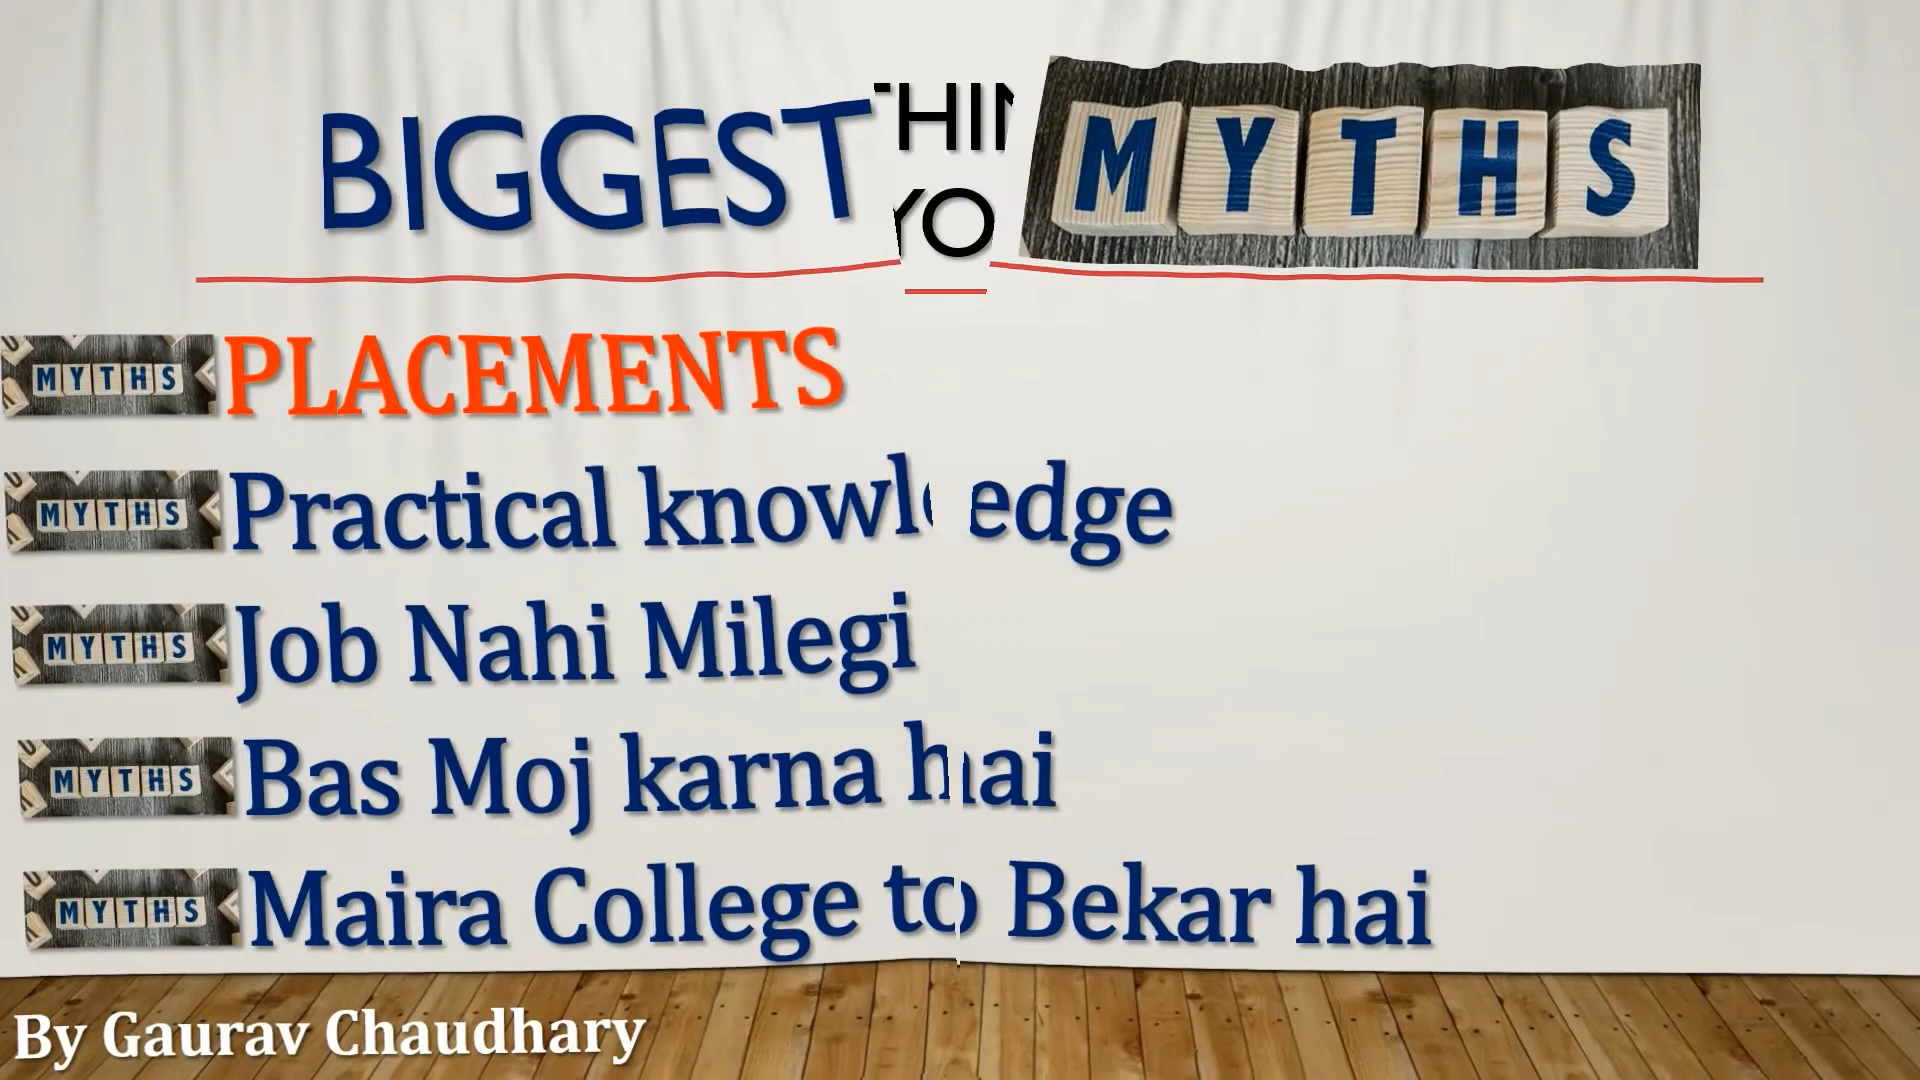 BIGGEST MYTHS
MYTHS PLACEMENTS
MYTHS Practical knowledge
MYTHS Job Nahi Milegi
MYTHS Bas Moj karna hai
MYTHS Maira College to Bekar hai
By Gaurav Chaudhary